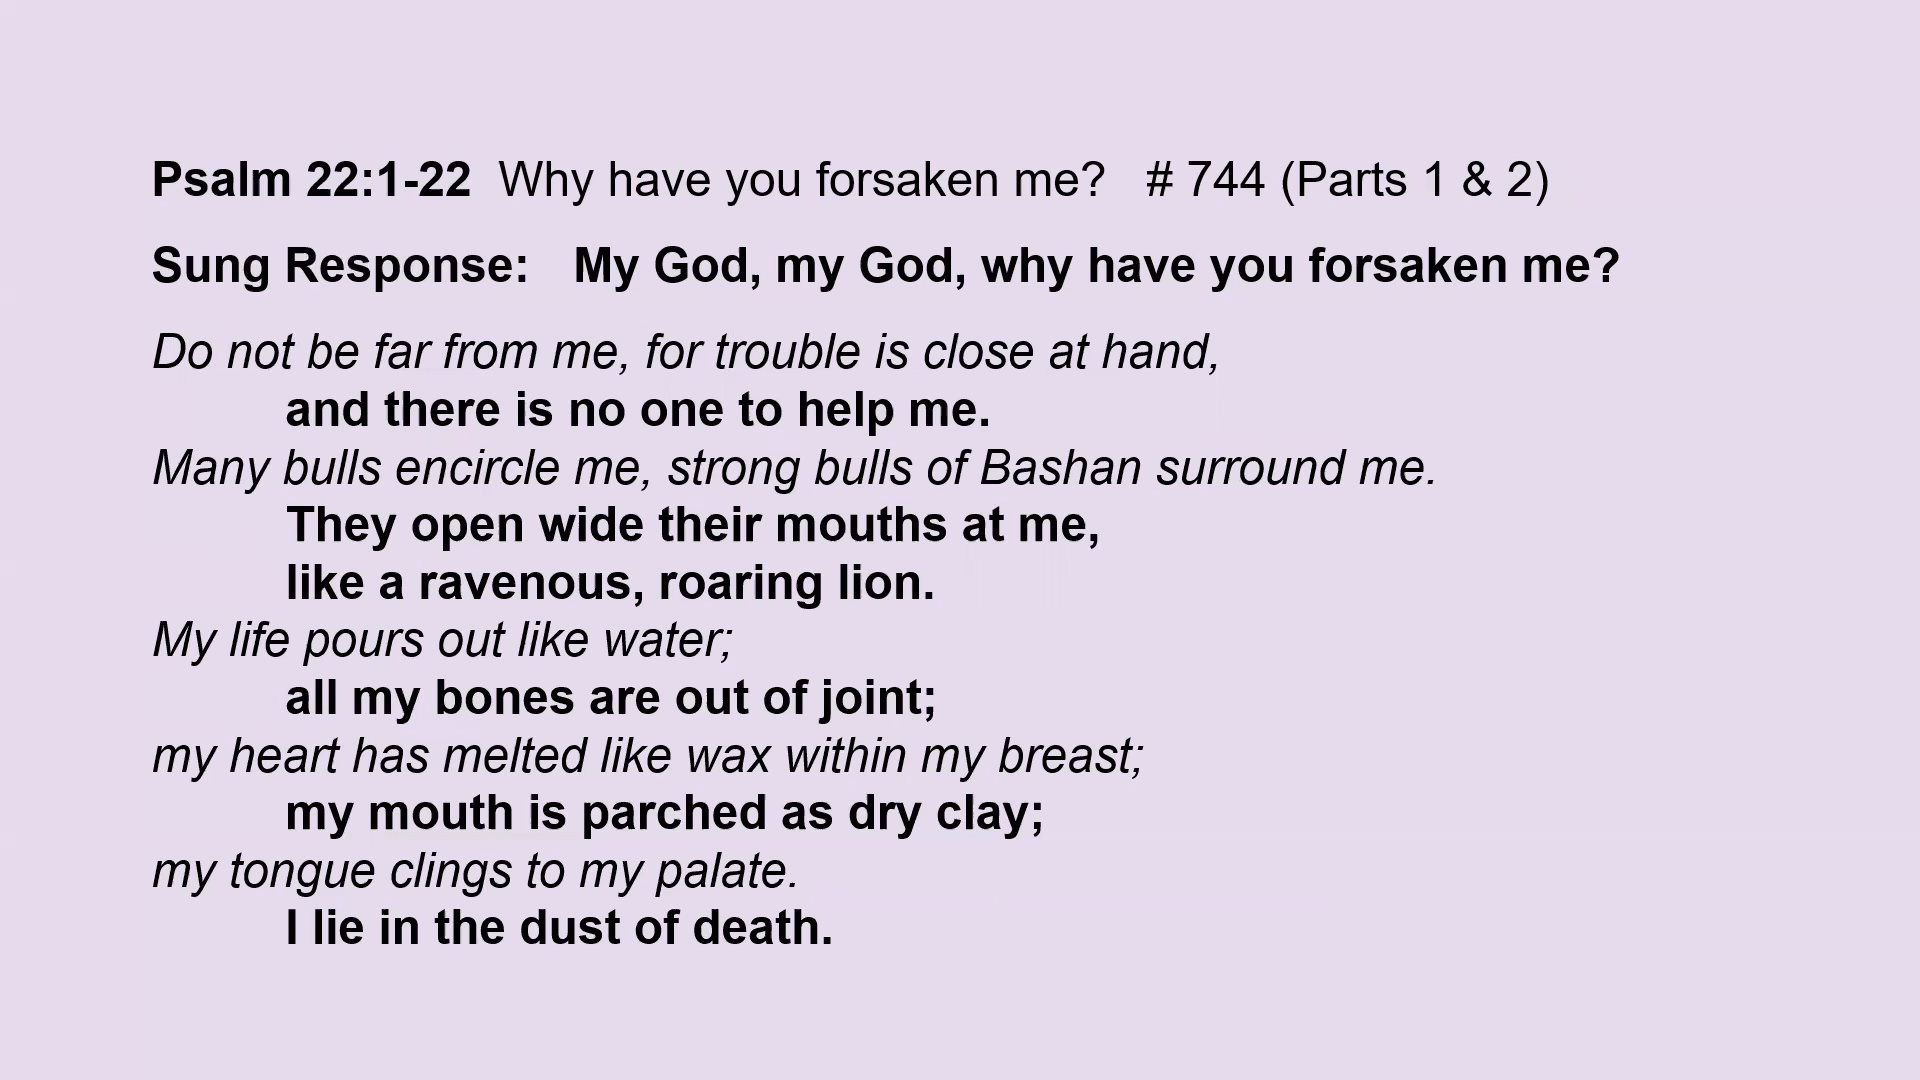 Psalm 22:1-22 Why have you forsaken me? # 744 (Parts 1 & 2)
Sung Response: My God, my God, why have you forsaken me?
Do not be far from me, for trouble is close at hand,
and there is no one to help me.
Many bulls encircle me, strong bulls of Bashan surround me.
They open wide their mouths at me,
like a ravenous, roaring lion.
My life pours out like water;
all my bones are out of joint;
my heart has melted like wax within my breast;
my mouth is parched as dry clay;
my tongue clings to my palate.
I lie in the dust of death.